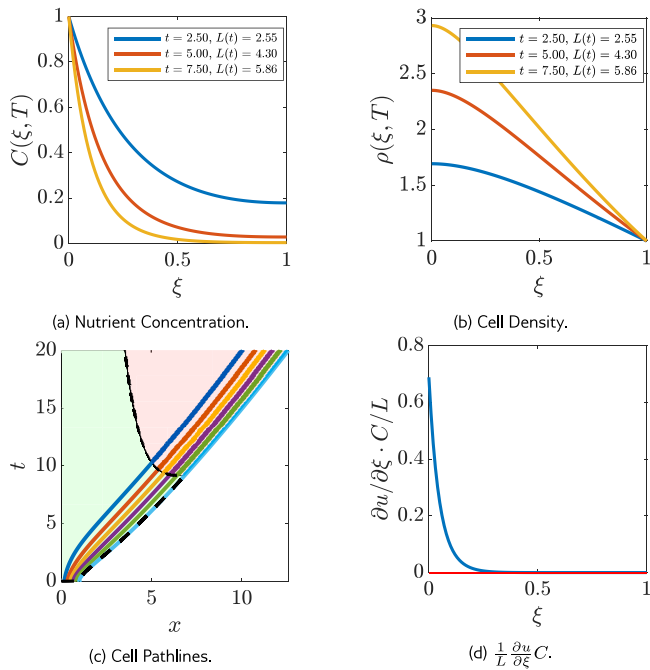 1
0.8
0.6
0.4
0.2
0
0
0.5
1
C(ξ, T)
ξ
t = 2.50, L(t) = 2.55
t = 5.00, L(t) = 4.30
t = 7.50, L(t) = 5.86
(a) Nutrient Concentration.
3
2.5
2
1.5
1
0
0.5
1
ρ(ξ, T)
ξ
t = 2.50, L(t) = 2.55
t = 5.00, L(t) = 4.30
t = 7.50, L(t) = 5.86
(b) Cell Density.
20
15
10
5
0
0
5
10
t
x
(c) Cell Pathlines.
0.8
0.6
0.4
0.2
0
0
0.5
1
∂u/∂ξ · C/L
ξ
(d) 1/L ∂u/∂ξ C.